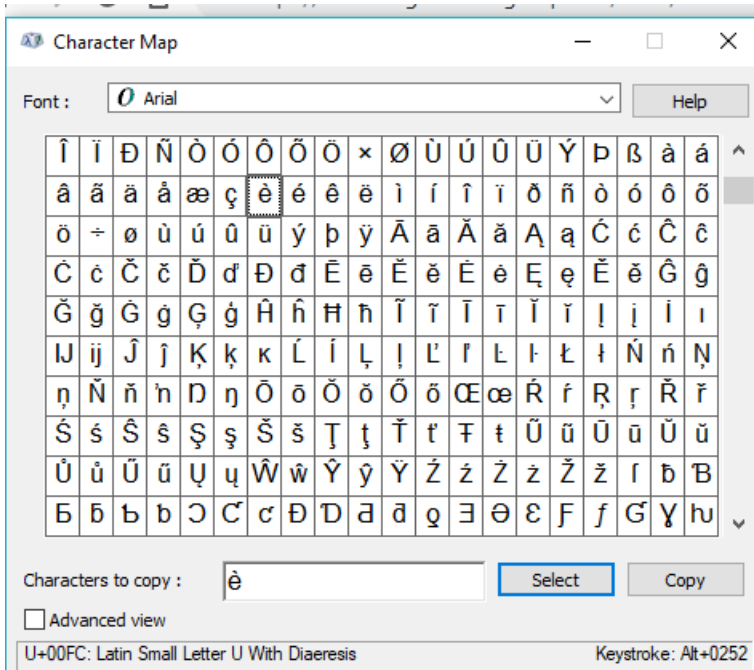 Character Map
Font : O Arial Help
Î Ï Ð Ñ Ò Ó Ô Õ Ö × Ø Ù Ú Û Ü Ý Þ ß à á
â ã ä å æ ç è é ê ë ì í î ï ð ñ ò ó ô õ
ö ÷ ø ù ú û ü ý þ ÿ Ā ā Ă ă Ą ą Ć ć Ĉ ĉ
Ċ ċ Č č Ď ď Đ đ Ē ē Ĕ ĕ Ė ė Ę ę Ě ě Ĝ ĝ
Ğ ğ Ġ ġ Ģ ģ Ĥ ĥ Ħ ħ Ĩ ĩ Ī ī Ĭ ĭ Į į İ ı
Ĳ ĳ Ĵ ĵ Ķ ķ ĸ Ĺ ĺ Ļ ļ Ľ ľ Ŀ ŀ Ł ł Ń ń Ņ
ņ Ň ň ŉ Ŋ ŋ Ō ō Ŏ ŏ Ő ő Œ œ Ŕ ŕ Ŗ ŗ Ř ř
Ś ś Ŝ ŝ Ş ş Š š Ţ ţ Ť ť Ŧ ŧ Ũ ũ Ū ū Ŭ ŭ
Ů ů Ű ű Ų ų Ŵ ŵ Ŷ ŷ Ÿ Ź ź Ż ż Ž ž ſ ƀ Ɓ
Ƃ ƃ Ƅ ƅ Ɔ Ƈ ƈ Ɖ Ɗ Ƌ ƌ ƍ Ǝ Ə Ɛ Ƒ ƒ Ɠ Ɣ ƕ
Characters to copy : è Select Copy
Advanced view
U+00FC: Latin Small Letter U With Diaeresis Keystroke: Alt+0252